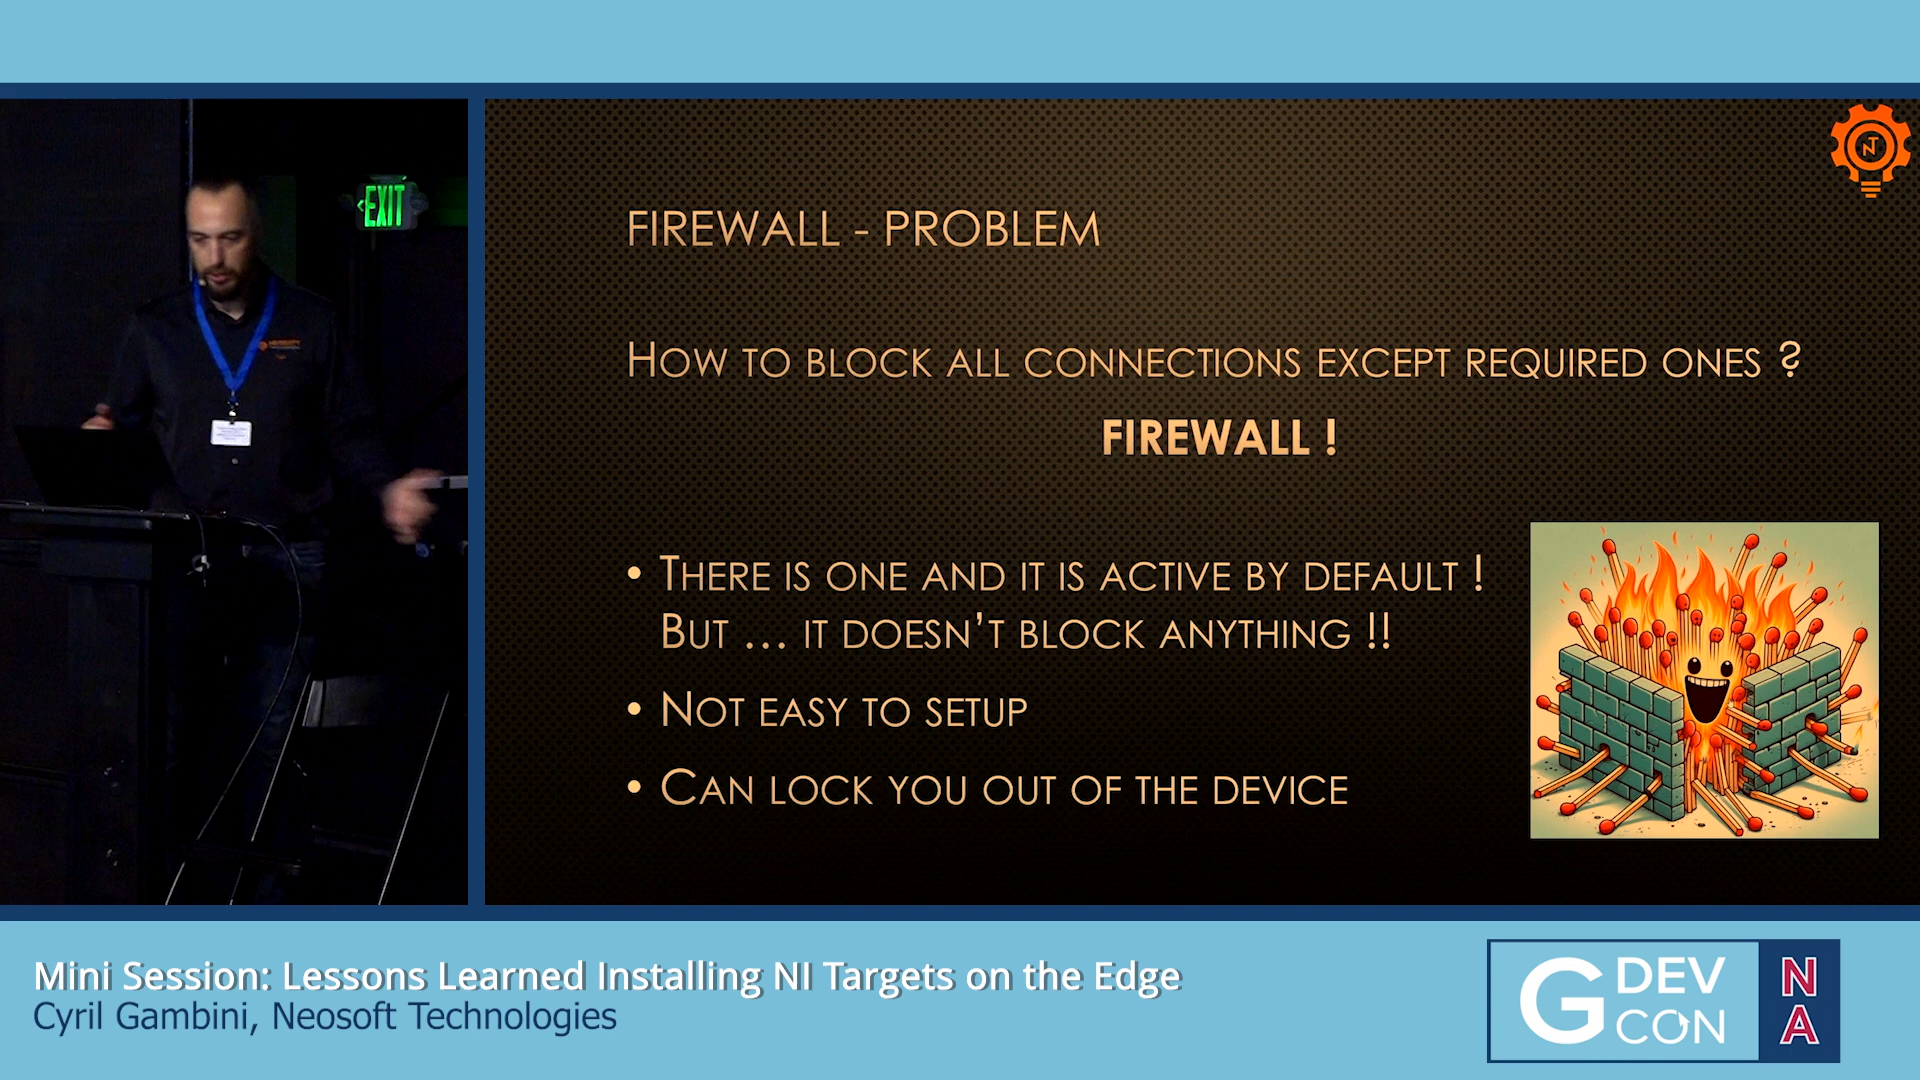 EXIT
NT
FIREWALL - PROBLEM
HOW TO BLOCK ALL CONNECTIONS EXCEPT REQUIRED ONES ?
FIREWALL !
• THERE IS ONE AND IT IS ACTIVE BY DEFAULT !
BUT ... IT DOESN'T BLOCK ANYTHING !!
• NOT EASY TO SETUP
• CAN LOCK YOU OUT OF THE DEVICE
Mini Session: Lessons Learned Installing NI Targets on the Edge
Cyril Gambini, Neosoft Technologies
G DEV CON
NA